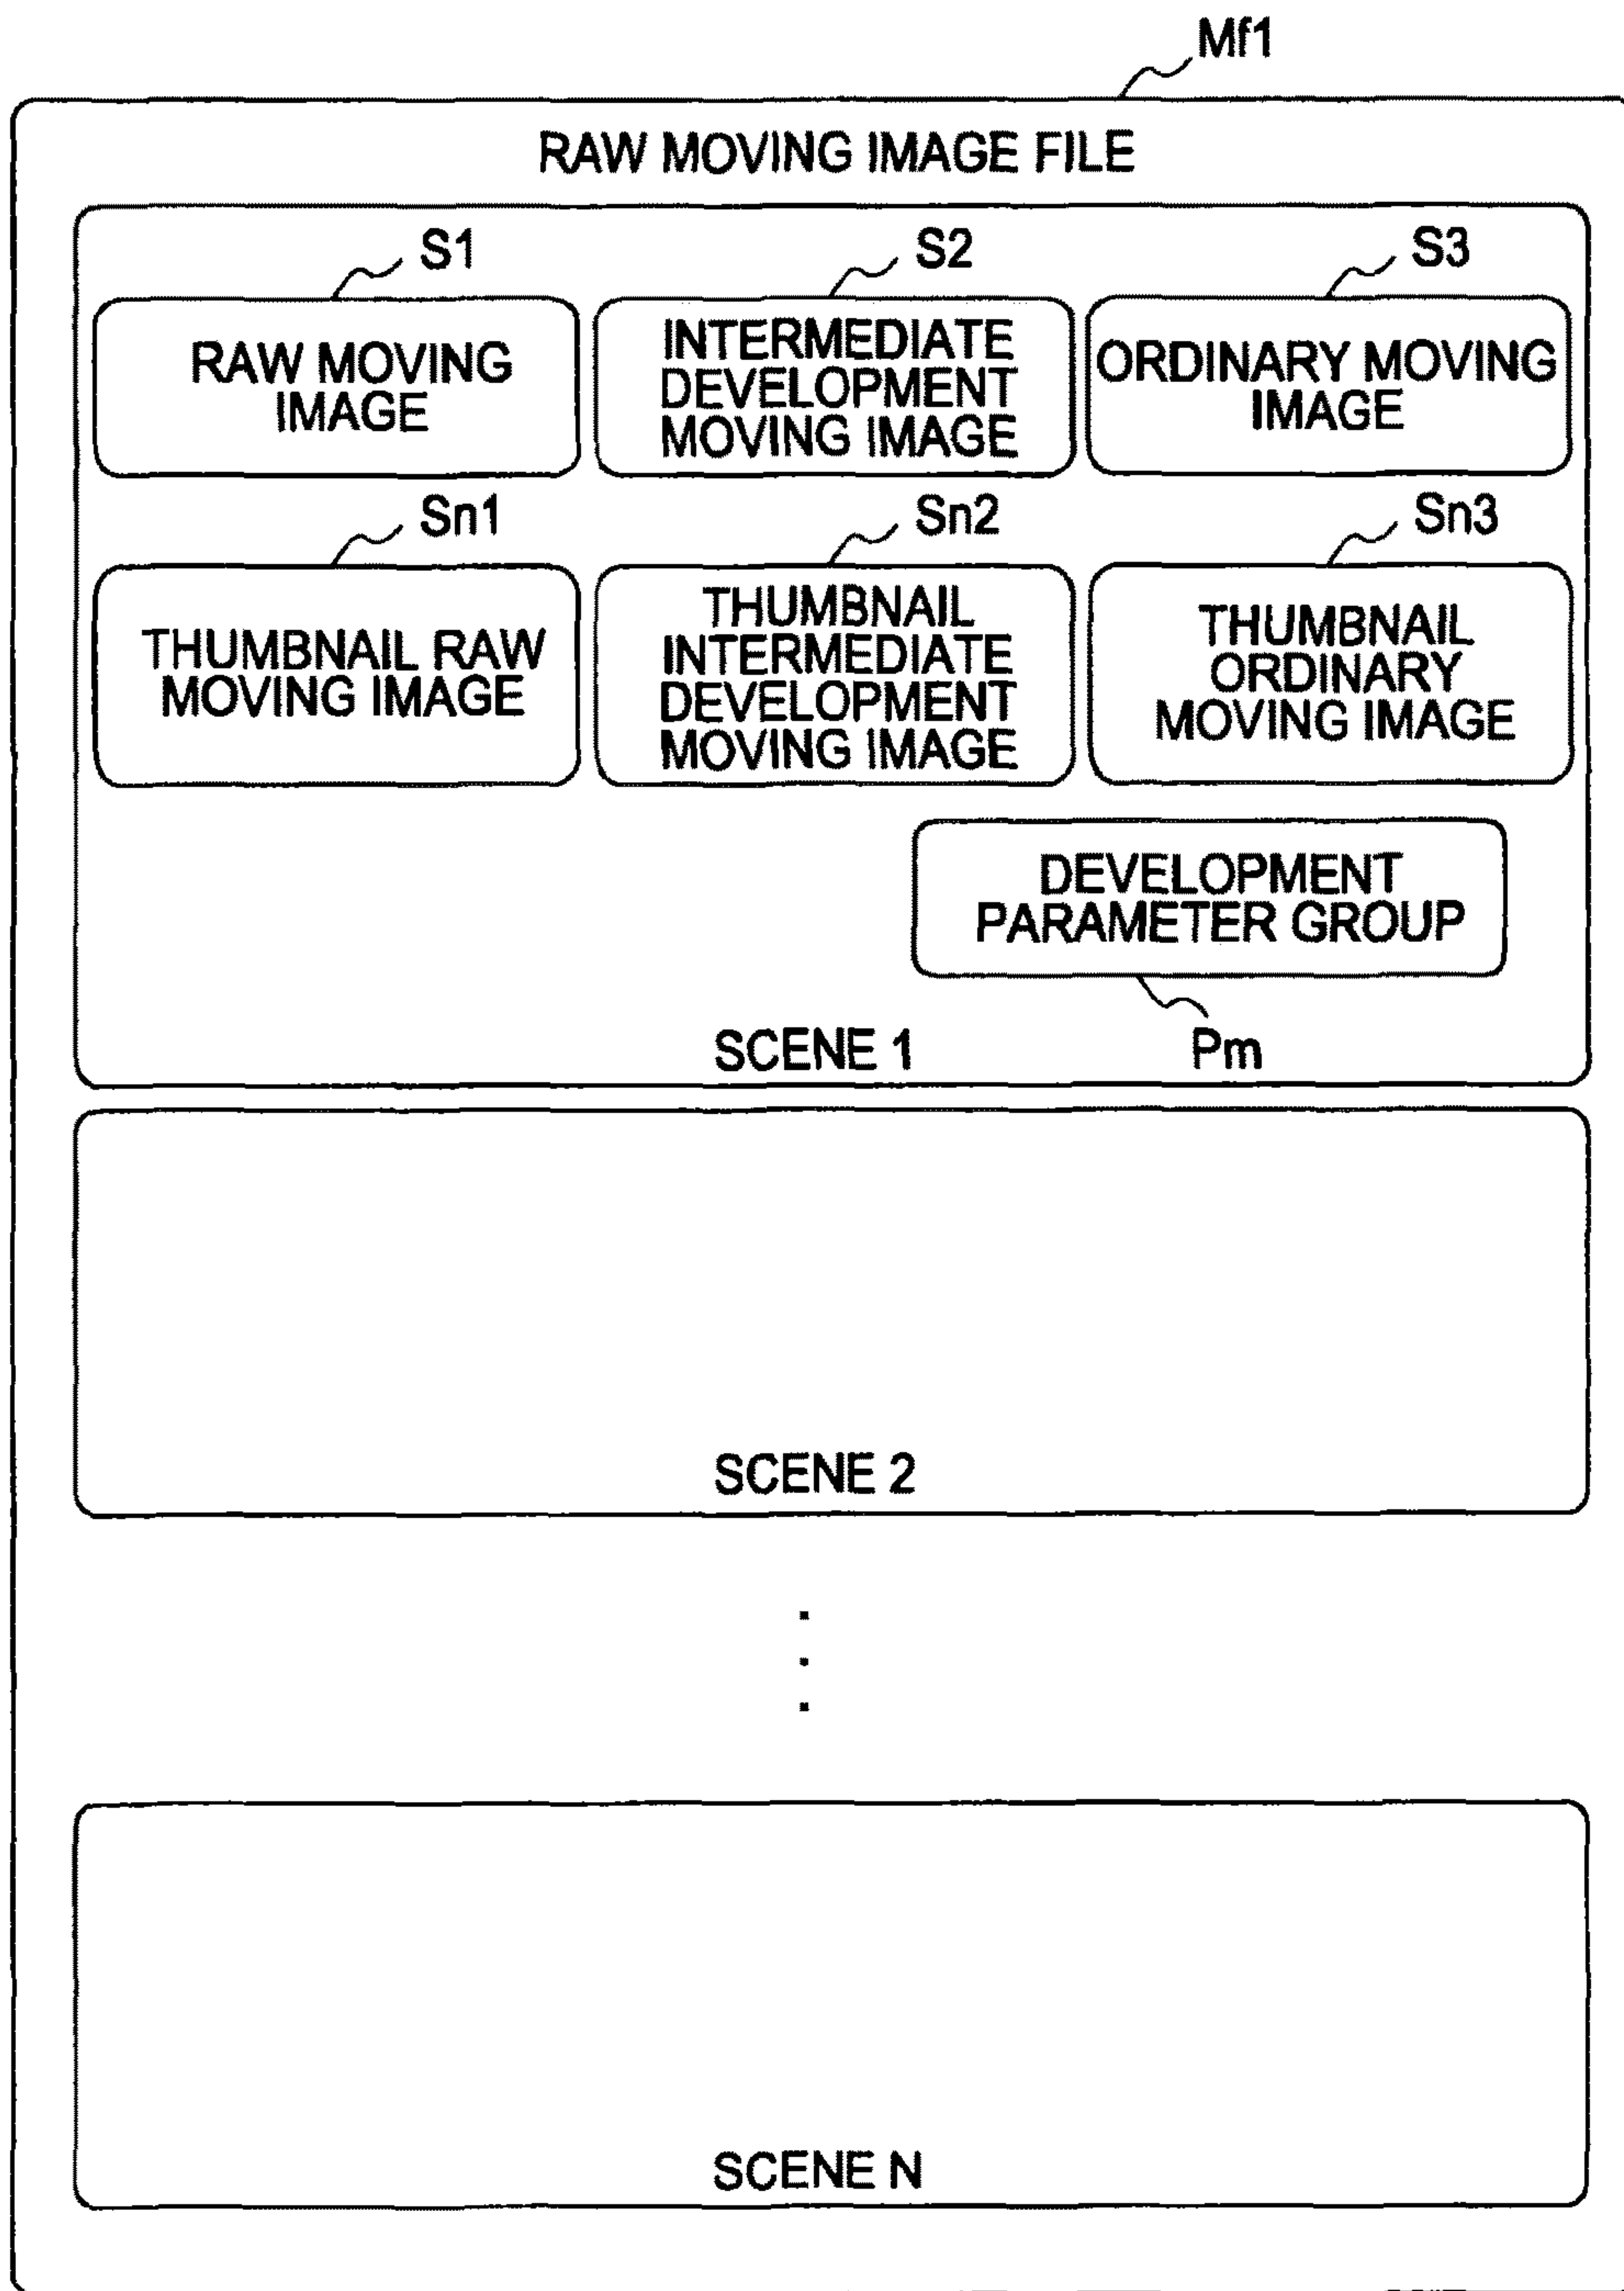 Mf1
RAW MOVING IMAGE FILE
S1
S2
S3
RAW MOVING
IMAGE
INTERMEDIATE
DEVELOPMENT
MOVING IMAGE
ORDINARY MOVING
IMAGE
Sn1
Sn2
Sn3
THUMBNAIL RAW
MOVING IMAGE
THUMBNAIL
INTERMEDIATE
DEVELOPMENT
MOVING IMAGE
THUMBNAIL
ORDINARY
MOVING IMAGE
DEVELOPMENT
PARAMETER GROUP
Pm
SCENE 1
SCENE 2
SCENE N